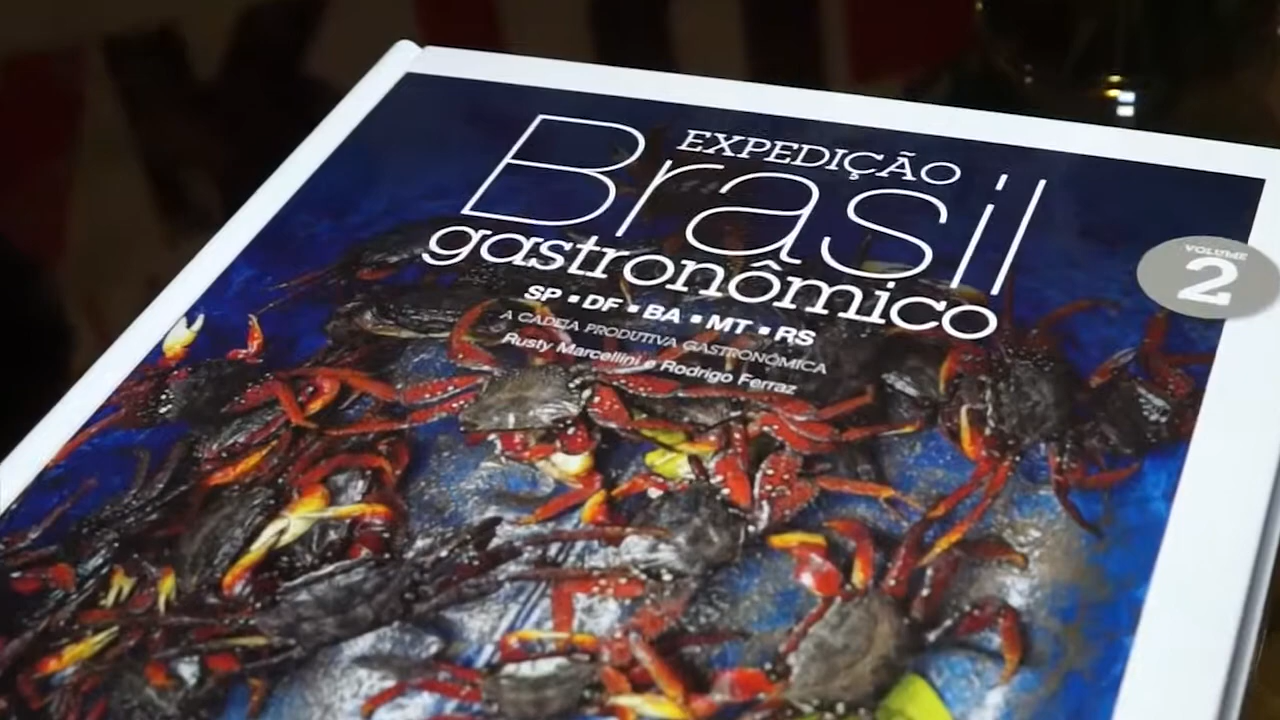 EXPEDIÇÃO
Brasil
gastronômico
SP ▪ DF ▪ BA ▪ MT ▪ RS
A CADEIA PRODUTIVA GASTRONÔMICA
Rusty Marcellini e Rodrigo Ferraz
VOLUME
2